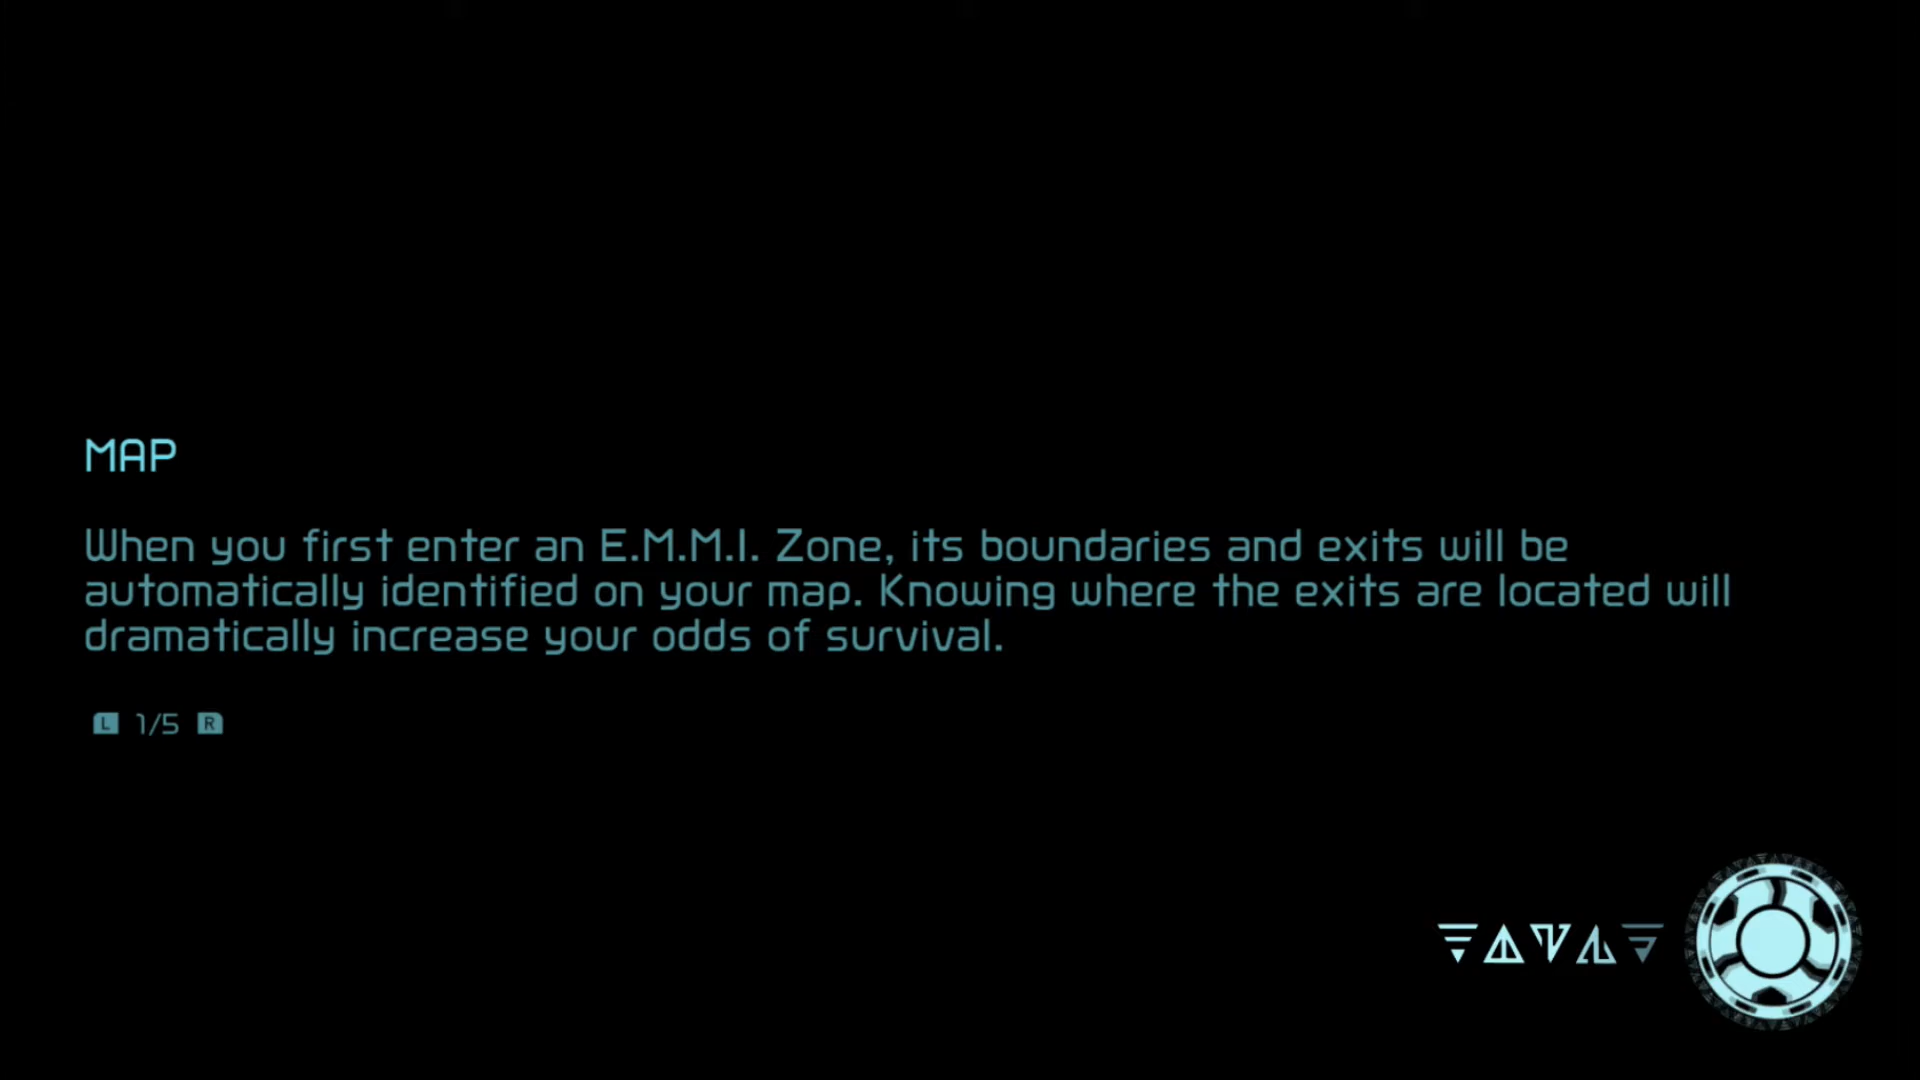 MAP
When you first enter an E.M.M.I. Zone, its boundaries and exits will be
automatically identified on your map. Knowing where the exits are located will
dramatically increase your odds of survival.
L 1/5 R